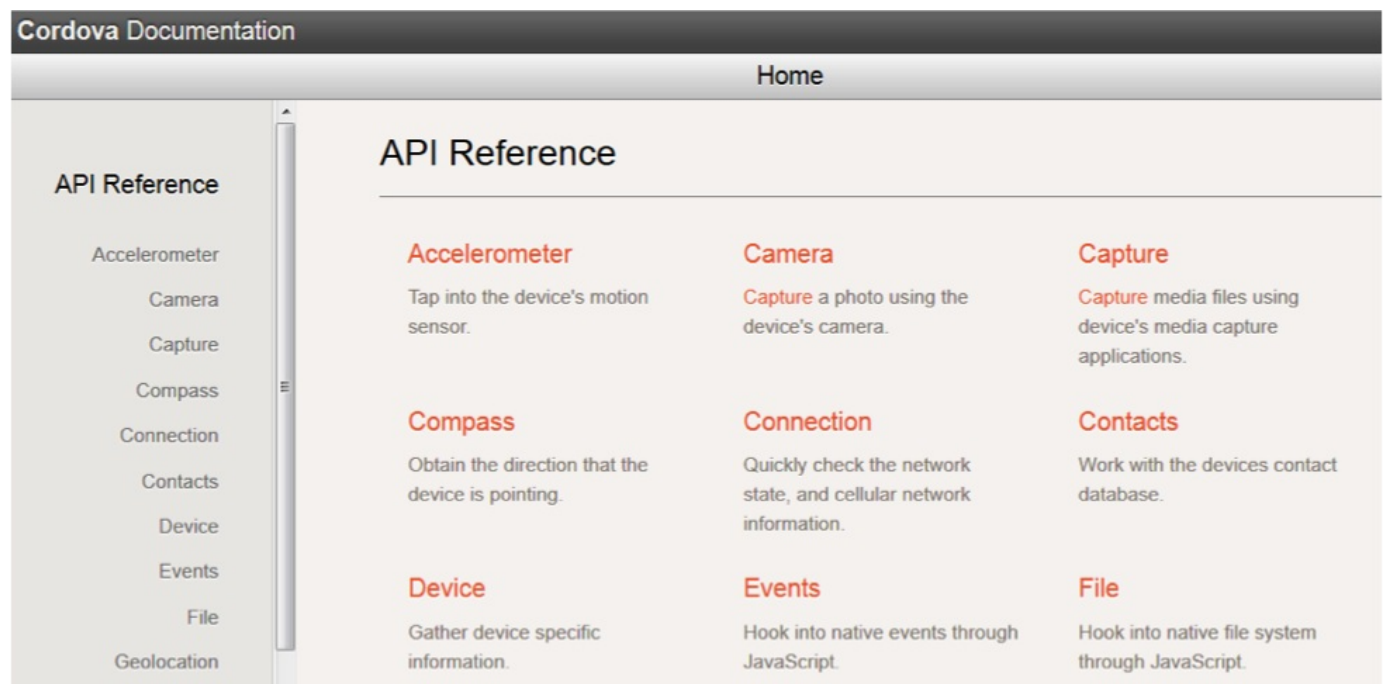 Cordova Documentation
Home
API Reference
Accelerometer
Camera
Capture
Compass
Connection
Contacts
Device
Events
File
Geolocation
API Reference
Accelerometer
Tap into the device's motion
sensor.
Camera
Capture a photo using the
device's camera.
Capture
Capture media files using
device's media capture
applications.
Compass
Obtain the direction that the
device is pointing.
Connection
Quickly check the network
state, and cellular network
information.
Contacts
Work with the devices contact
database.
Device
Gather device specific
information.
Events
Hook into native events through
JavaScript.
File
Hook into native file system
through JavaScript.